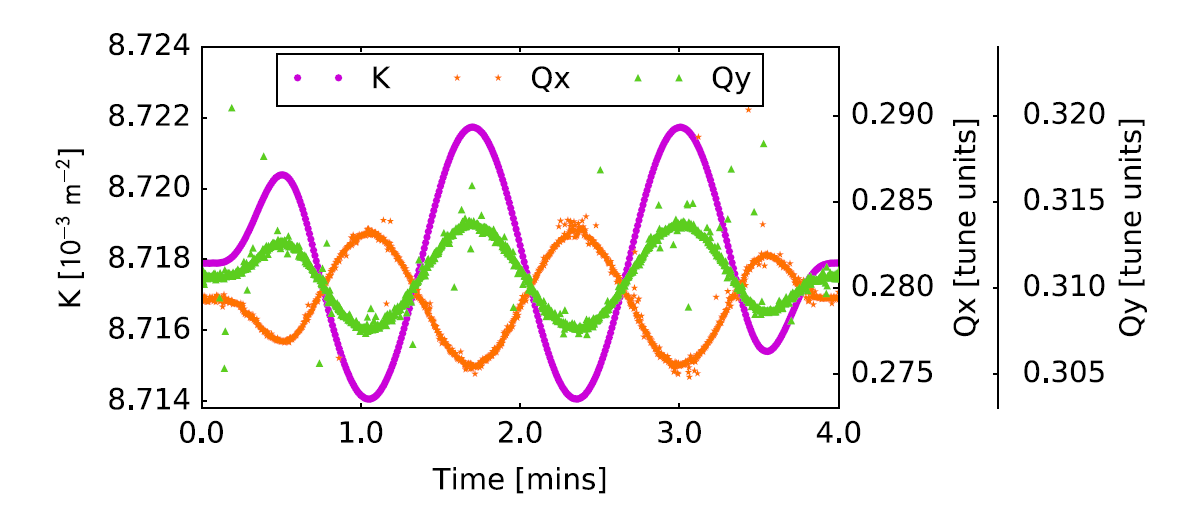 8.724
8.722
8.720
8.718
8.716
8.714
K [10⁻³ m⁻²]
K Qx Qy
0.0 1.0 2.0 3.0 4.0
Time [mins]
0.290
0.285
0.280
0.275
Qx [tune units]
0.320
0.315
0.310
0.305
Qy [tune units]